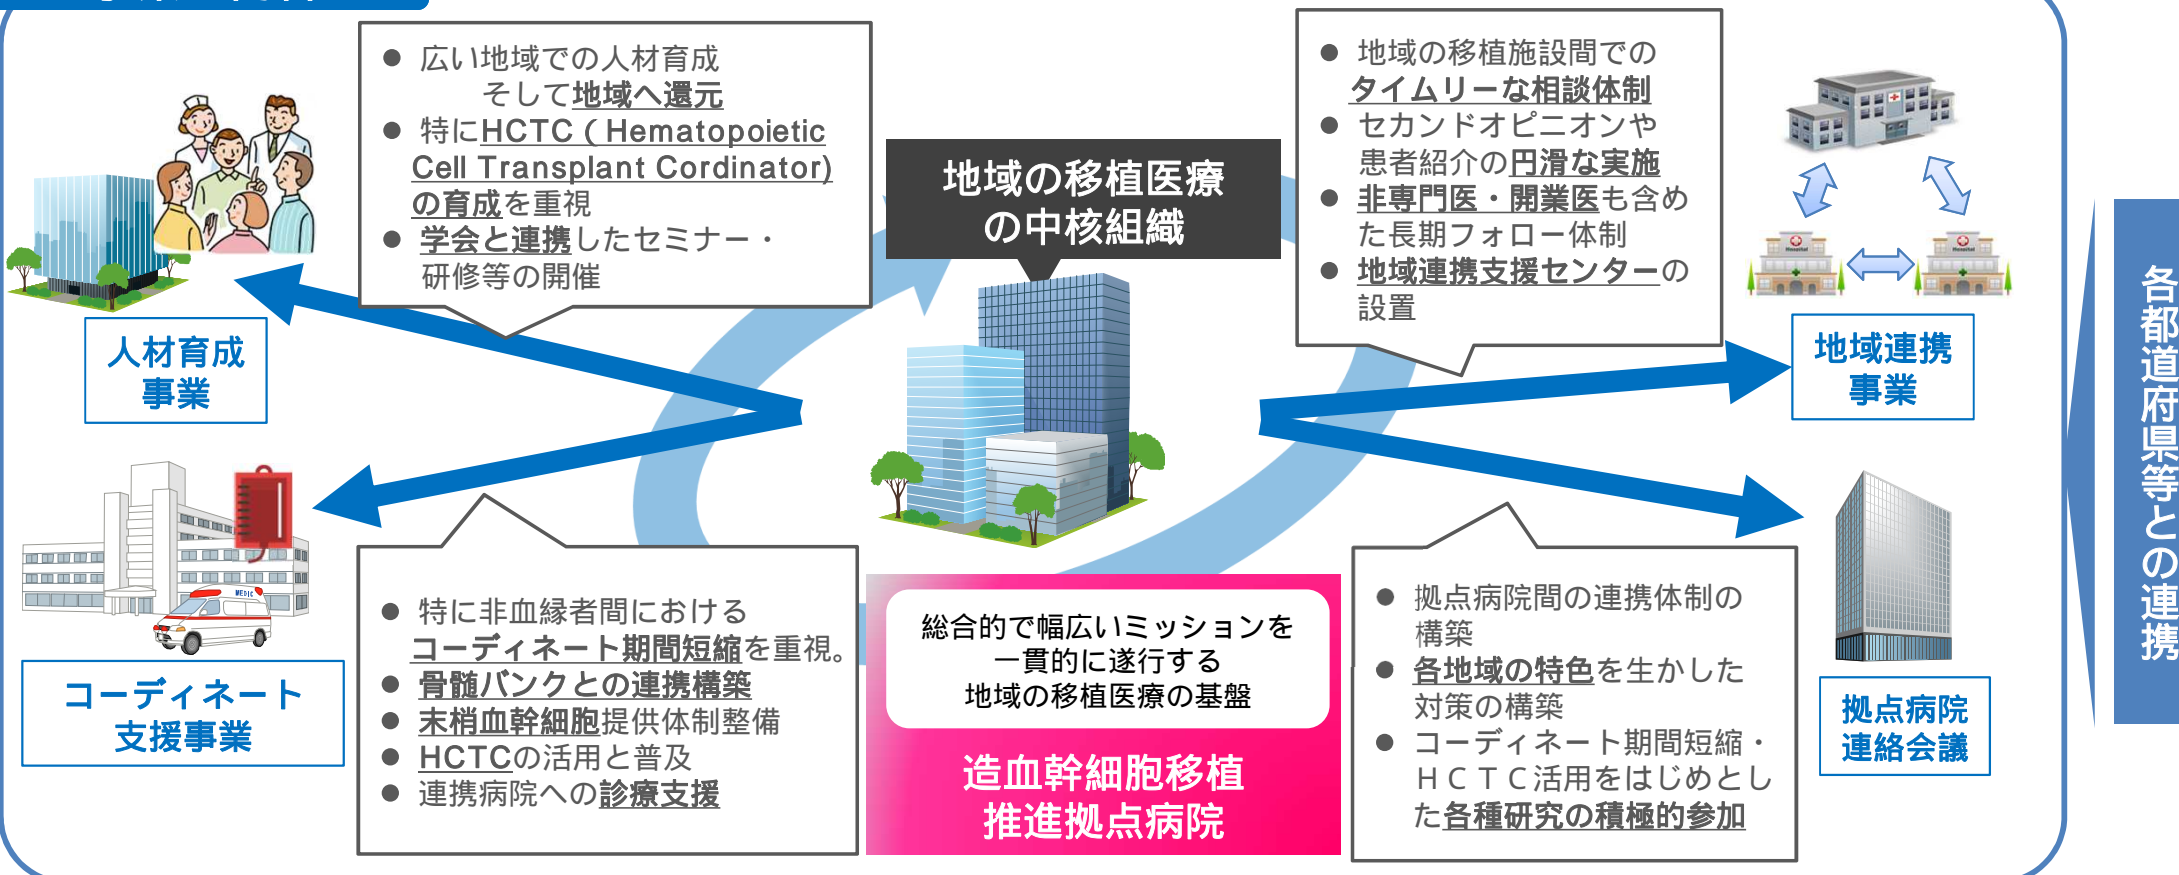 広い地域での人材育成
そして地域へ還元
特にHCTC（Hematopoietic
Cell Transplant Cordinator)
の育成を重視
学会と連携したセミナー・
研修等の開催
人材育成
事業
地域の移植医療
の中核組織
地域の移植施設間での
タイムリーな相談体制
セカンドオピニオンや
患者紹介の円滑な実施
非専門医・開業医も含め
た長期フォロー体制
地域連携支援センターの
設置
Hospital
Hospital
地域連携
事業
MEDIC
コーディネート
支援事業
特に非血縁者間における
コーディネート期間短縮を重視。
骨髄バンクとの連携構築
末梢血幹細胞提供体制整備
HCTCの活用と普及
連携病院への診療支援
総合的で幅広いミッションを
一貫的に遂行する
地域の移植医療の基盤
造血幹細胞移植
推進拠点病院
拠点病院間の連携体制の
構築
各地域の特色を生かした
対策の構築
コーディネート期間短縮・
ＨＣＴＣ活用をはじめとし
た各種研究の積極的参加
拠点病院
連絡会議
各都道府県等との連携